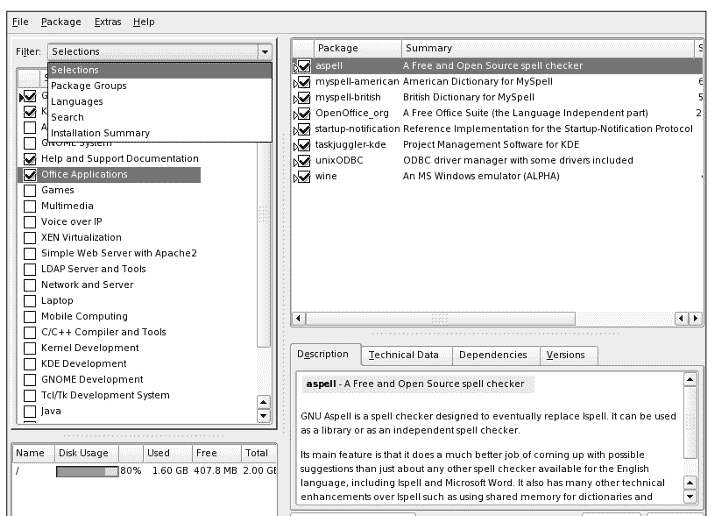 File Package Extras Help
Filter: Selections
Selections
Package Groups
Languages
Search
Installation Summary
GNOME System
Help and Support Documentation
Office Applications
Games
Multimedia
Voice over IP
XEN Virtualization
Simple Web Server with Apache2
LDAP Server and Tools
Network and Server
Laptop
Mobile Computing
C/C++ Compiler and Tools
Kernel Development
KDE Development
GNOME Development
Tcl/Tk Development System
Java
Name Disk Usage Used Free Total
/ 80% 1.60 GB 407.8 MB 2.00 GB
Package Summary S
aspell A Free and Open Source spell checker
myspell-american American Dictionary for MySpell 6
myspell-british British Dictionary for MySpell 5
OpenOffice_org A Free Office Suite (the Language Independent part) 2
startup-notification Reference Implementation for the Startup-Notification Protocol
taskjuggler-kde Project Management Software for KDE
unixODBC ODBC driver manager with some drivers included
wine An MS Windows emulator (ALPHA)
Description Technical Data Dependencies Versions
aspell - A Free and Open Source spell checker
GNU Aspell is a spell checker designed to eventually replace Ispell. It can be used
as a library or as an independent spell checker.
Its main feature is that it does a much better job of coming up with possible
suggestions than just about any other spell checker available for the English
language, including Ispell and Microsoft Word. It also has many other technical
enhancements over Ispell such as using shared memory for dictionaries and